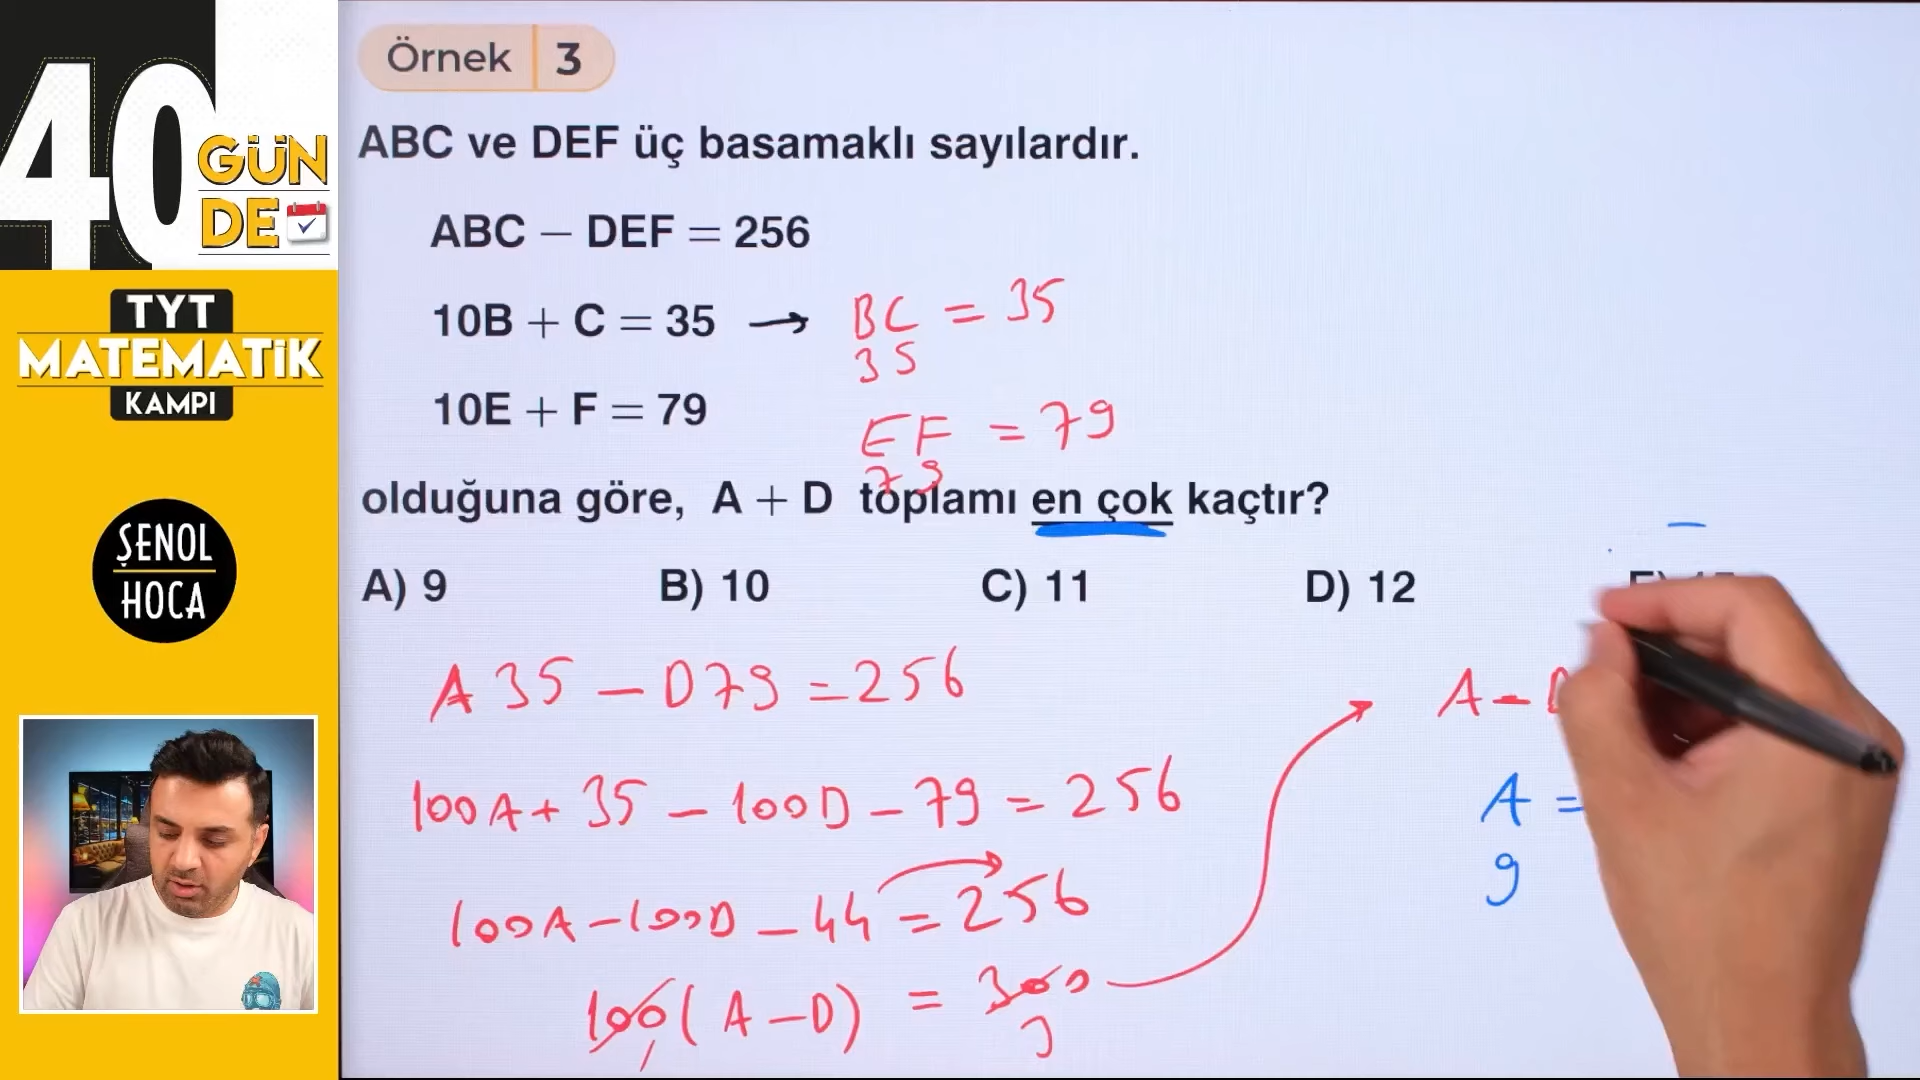 40
GÜN
DE
TYT
MATEMATİK
KAMPI
ŞENOL
HOCA
Örnek 3
ABC ve DEF üç basamaklı sayılardır.
ABC − DEF = 256
10B + C = 35 → BC = 35
35
10E + F = 79 EF = 79
79
olduğuna göre, A + D toplamı en çok kaçtır?
A) 9 B) 10 C) 11 D) 12
A35 − D79 = 256
A −
100A + 35 − 100D − 79 = 256
A =
9
100A − 100D − 44 = 256
100(A − D) = 300
1 3